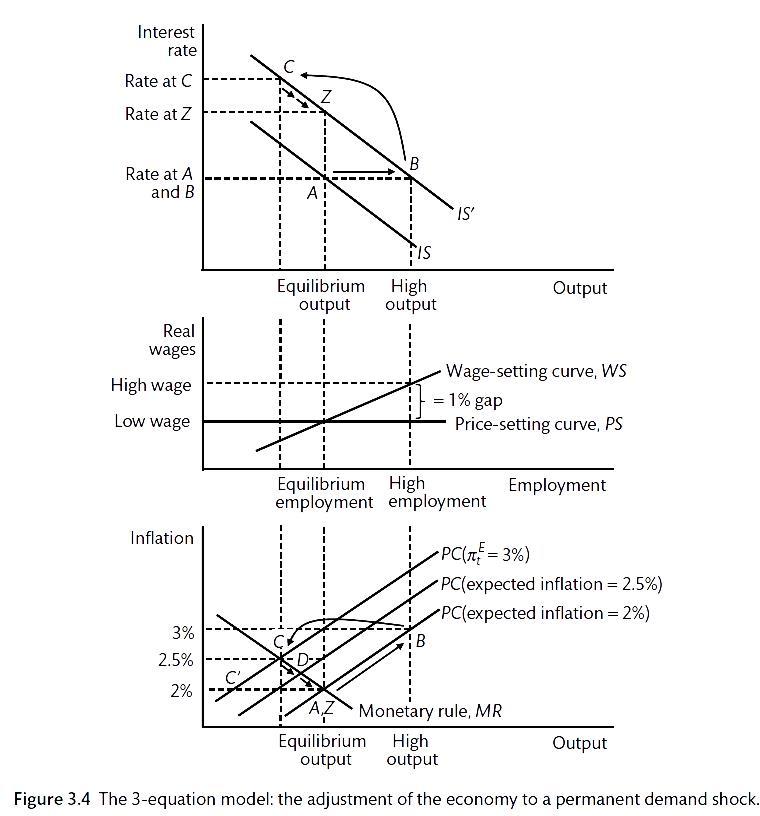 Interest
rate
Rate at C
Rate at Z
Rate at A
and B
C
Z
B
A
IS′
IS
Equilibrium
output
High
output
Output
Real
wages
High wage
Low wage
Wage-setting curve, WS
= 1% gap
Price-setting curve, PS
Equilibrium
employment
High
employment
Employment
Inflation
PC(π_t^E = 3%)
PC(expected inflation = 2.5%)
PC(expected inflation = 2%)
3%
2.5%
2%
C
D
C′
B
A,Z
Monetary rule, MR
Equilibrium
output
High
output
Output
Figure 3.4 The 3-equation model: the adjustment of the economy to a permanent demand shock.